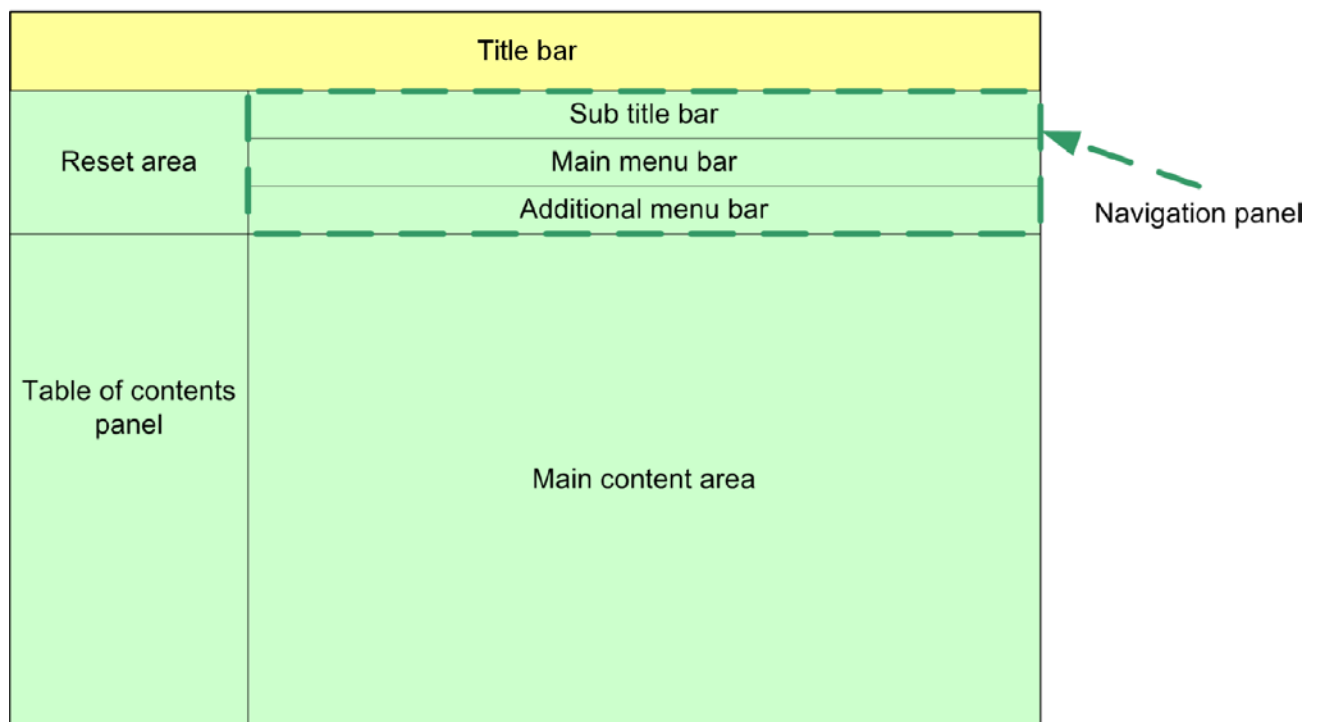 Title bar
Sub title bar
Reset area
Main menu bar
Additional menu bar
Navigation panel
Table of contents
panel
Main content area